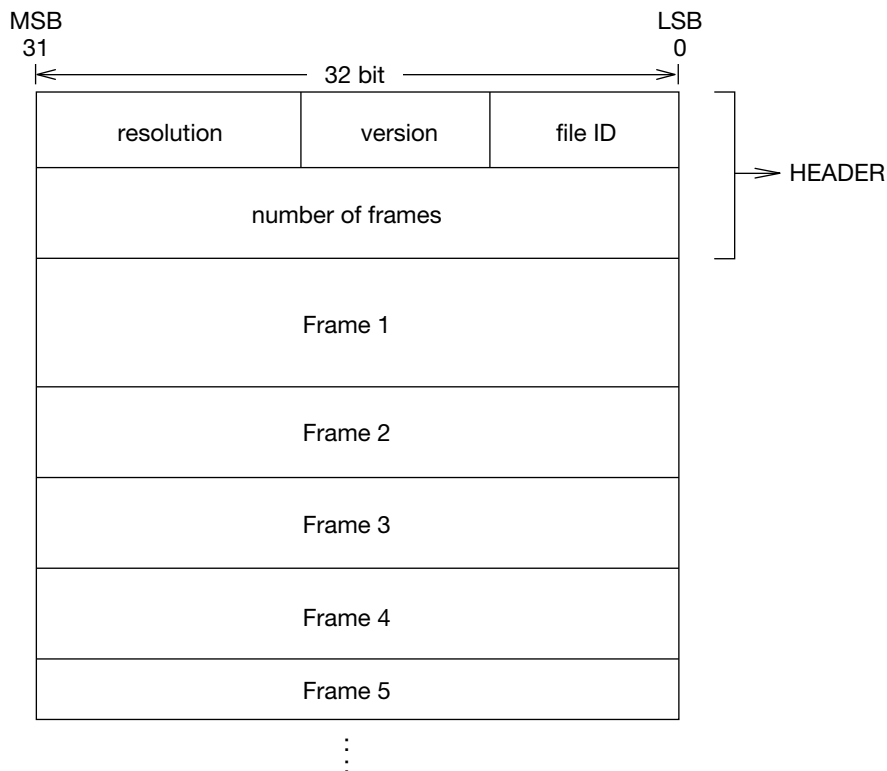 MSB LSB
31 0
32 bit
resolution version file ID
HEADER
number of frames
Frame 1
Frame 2
Frame 3
Frame 4
Frame 5
⋮